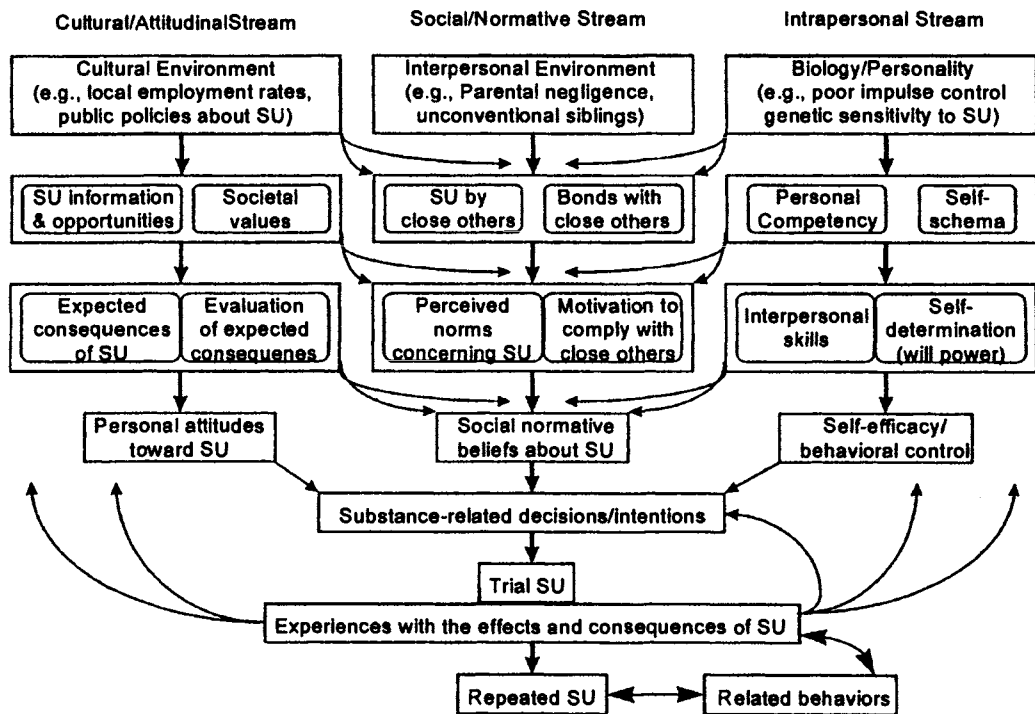 Cultural/AttitudinalStream
Social/Normative Stream
Intrapersonal Stream
Cultural Environment
(e.g., local employment rates,
public policies about SU)
Interpersonal Environment
(e.g., Parental negligence,
unconventional siblings)
Biology/Personality
(e.g., poor impulse control
genetic sensitivity to SU)
SU information
& opportunities
Societal
values
SU by
close others
Bonds with
close others
Personal
Competency
Self-
schema
Expected
consequences
of SU
Evaluation
of expected
consequenes
Perceived
norms
concerning SU
Motivation to
comply with
close others
Interpersonal
skills
Self-
determination
(will power)
Personal attitudes
toward SU
Social normative
beliefs about SU
Self-efficacy/
behavioral control
Substance-related decisions/intentions
Trial SU
Experiences with the effects and consequences of SU
Repeated SU
Related behaviors